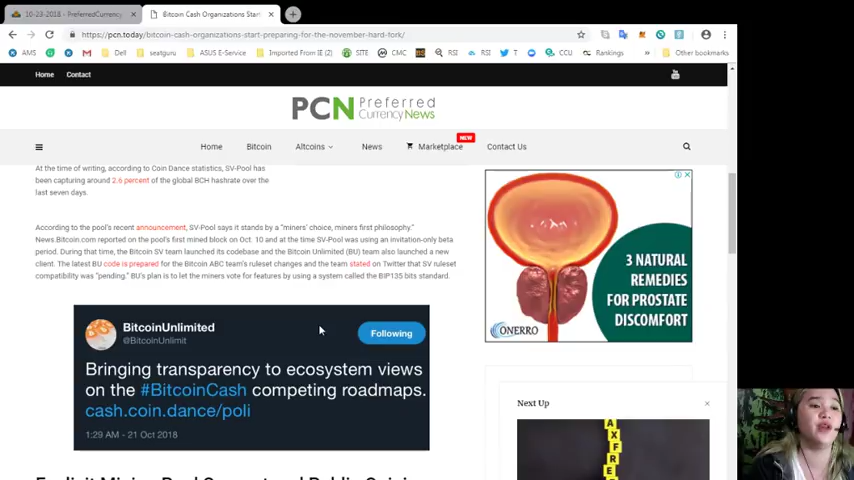 10-23-2018 - PreferredCurrency
Bitcoin Cash Organizations Start
https://pcn.today/bitcoin-cash-organizations-start-preparing-for-the-november-hard-fork/
AMS
Dell
seatguru
ASUS E-Service
Imported From IE (2)
SITE
CMC
RSI
RSI
T
CCU
Rankings
Other bookmarks
Home
Contact
PCN Preferred
Currency News
Home
Bitcoin
Altcoins
News
Marketplace
NEW
Contact Us
At the time of writing, according to Coin Dance statistics, SV-Pool has
been capturing around 2.6 percent of the global BCH hashrate over the
last seven days.
According to the pool's recent announcement, SV-Pool says it stands by a "miners' choice, miners first philosophy."
News.Bitcoin.com reported on the pool's first mined block on Oct. 10 and at the time SV-Pool was using an invitation-only beta
period. During that time, the Bitcoin SV team launched its codebase and the Bitcoin Unlimited (BU) team also launched a new
client. The latest BU code is prepared for the Bitcoin ABC team's ruleset changes and the team stated on Twitter that SV ruleset
compatibility was "pending." BU's plan is to let the miners vote for features by using a system called the BIP135 bits standard.
3 NATURAL
REMEDIES
FOR PROSTATE
DISCOMFORT
ONERRO
BitcoinUnlimited
@BitcoinUnlimit
Following
Bringing transparency to ecosystem views
on the #BitcoinCash competing roadmaps.
cash.coin.dance/poli
1:29 AM - 21 Oct 2018
Next Up
AXFRE